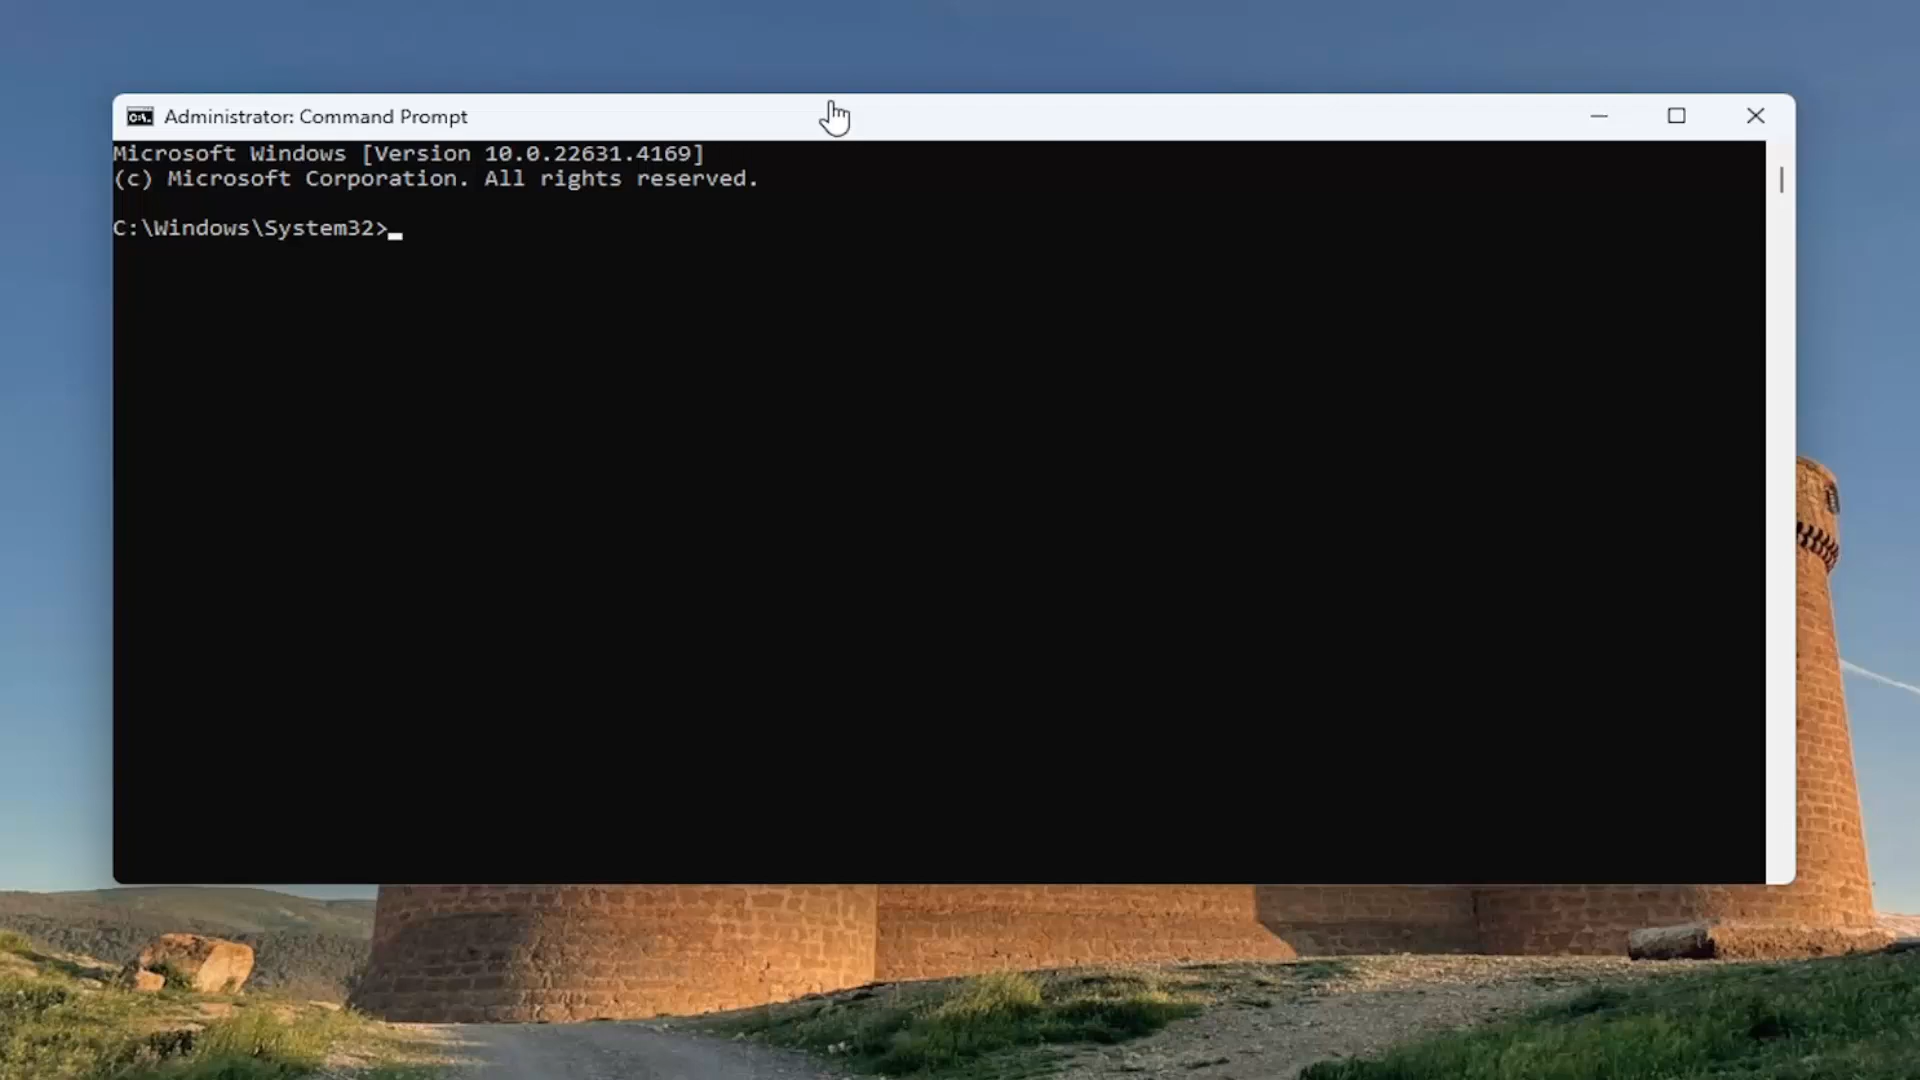 Administrator: Command Prompt
Microsoft Windows [Version 10.0.22631.4169]
(c) Microsoft Corporation. All rights reserved.
C:\Windows\System32>